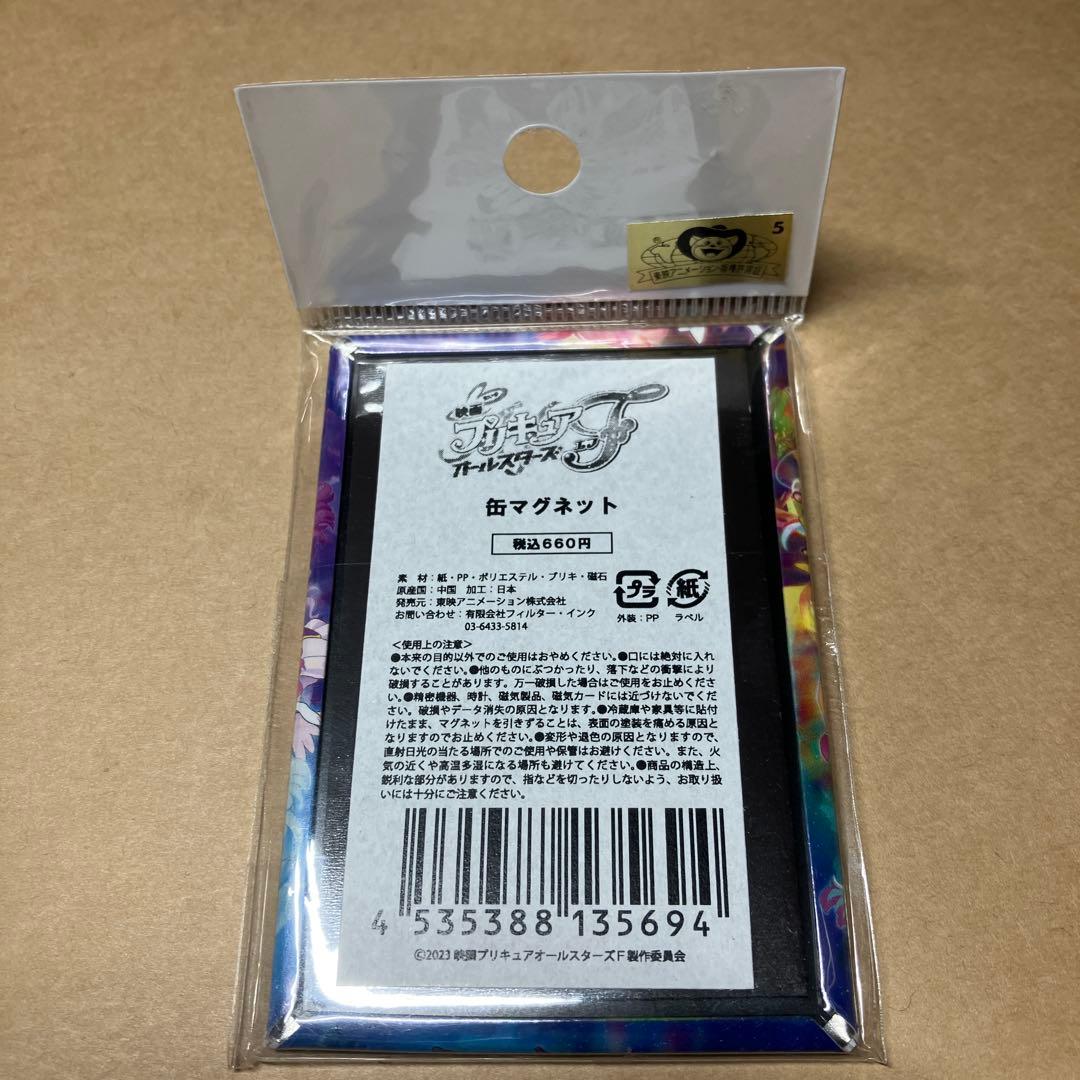 5
東映アニメーション版権許諾証
映画
プリキュア
オールスターズ F
缶マグネット
税込660円
素　材：紙・PP・ポリエステル・ブリキ・磁石
原産国：中国　加工：日本
発売元：東映アニメーション株式会社
お問い合わせ：有限会社フィルター・インク
03-6433-5814
プラ
紙
外装：PP
ラベル
＜使用上の注意＞
●本来の目的以外でのご使用はおやめください。●口には絶対に入れ
ないでください。●他のものにぶつかったり、落下などの衝撃により
破損することがあります。万一破損した場合はご使用をお止めくださ
い。●精密機器、時計、磁気製品、磁気カードには近づけないでくだ
さい。破損やデータ消失の原因となります。●冷蔵庫や家具等に貼付
けたまま、マグネットを引きずることは、表面の塗装を痛める原因と
なりますのでお止めください。●変形や退色の原因となりますので、
直射日光の当たる場所でのご使用や保管はお避けください。また、火
気の近くや高温多湿になる場所も避けてください。●商品の構造上、
鋭利な部分がありますので、指などを切ったりしないよう、お取り扱
いには十分にご注意ください。
4 535388 135694
©2023 映画プリキュアオールスターズF製作委員会